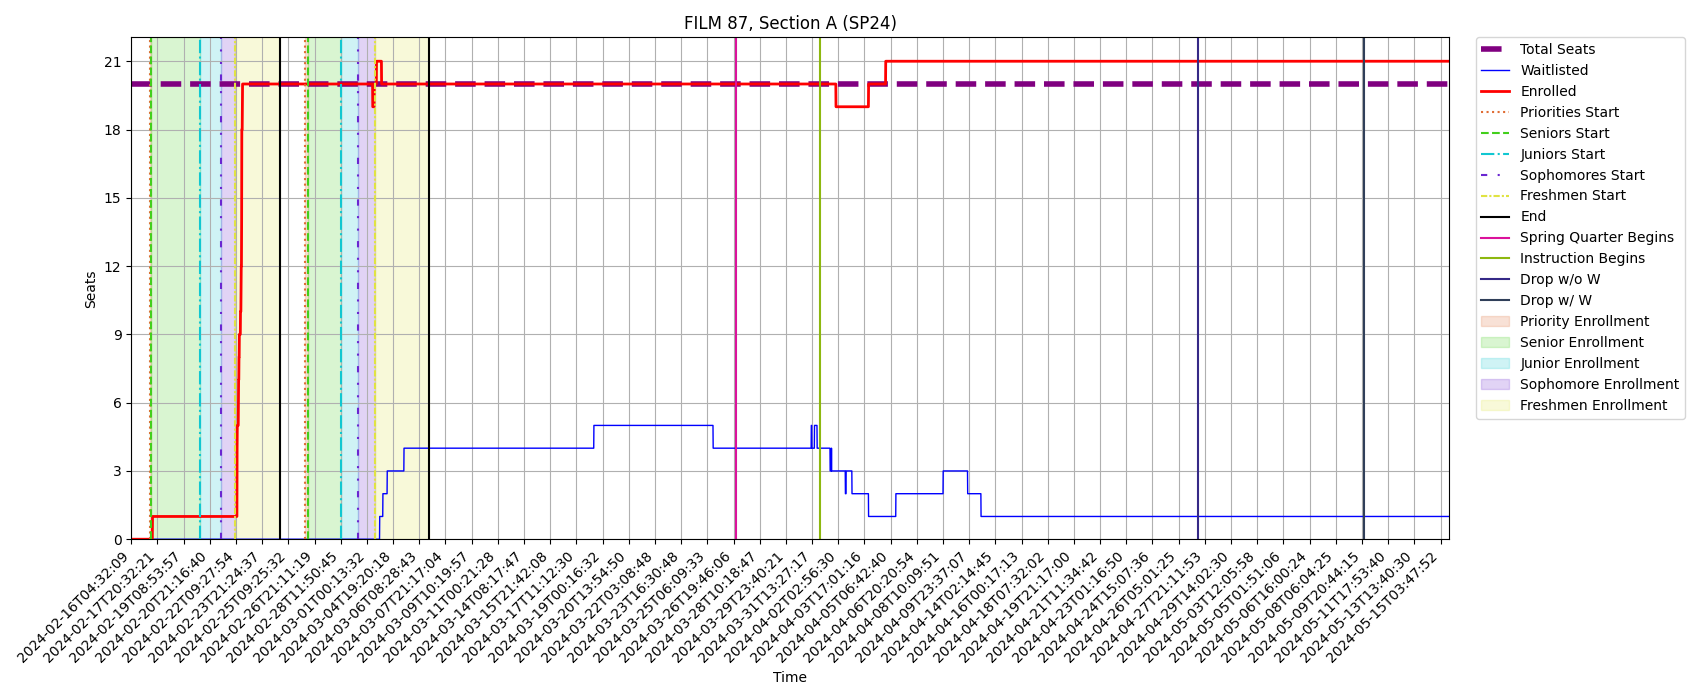 FILM 87, Section A (SP24)
Seats
21
18
15
12
9
6
3
0
2024-02-16T04:32:09
2024-02-17T20:32:21
2024-02-19T08:53:57
2024-02-20T21:16:40
2024-02-22T09:27:54
2024-02-23T21:24:37
2024-02-25T09:25:32
2024-02-26T21:11:19
2024-02-28T11:50:45
2024-03-01T00:13:32
2024-03-04T19:20:18
2024-03-06T08:28:43
2024-03-07T21:17:04
2024-03-09T10:19:57
2024-03-11T00:21:28
2024-03-14T08:17:47
2024-03-15T21:42:08
2024-03-17T11:12:30
2024-03-19T00:16:32
2024-03-20T13:54:50
2024-03-22T03:08:48
2024-03-23T16:30:48
2024-03-25T06:09:33
2024-03-26T19:46:06
2024-03-28T10:18:47
2024-03-29T23:40:21
2024-03-31T13:27:17
2024-04-02T02:56:30
2024-04-03T17:01:16
2024-04-05T06:42:40
2024-04-06T20:20:54
2024-04-08T10:09:51
2024-04-09T23:37:07
2024-04-14T02:14:45
2024-04-16T00:17:13
2024-04-18T07:32:02
2024-04-19T21:17:00
2024-04-21T11:34:42
2024-04-23T01:16:50
2024-04-24T15:07:36
2024-04-26T05:01:25
2024-04-27T21:11:53
2024-04-29T14:02:30
2024-05-03T12:05:58
2024-05-05T01:51:06
2024-05-06T16:00:24
2024-05-08T06:04:25
2024-05-09T20:44:15
2024-05-11T17:53:40
2024-05-13T13:40:30
2024-05-15T03:47:52
Time
Total Seats
Waitlisted
Enrolled
Priorities Start
Seniors Start
Juniors Start
Sophomores Start
Freshmen Start
End
Spring Quarter Begins
Instruction Begins
Drop w/o W
Drop w/ W
Priority Enrollment
Senior Enrollment
Junior Enrollment
Sophomore Enrollment
Freshmen Enrollment